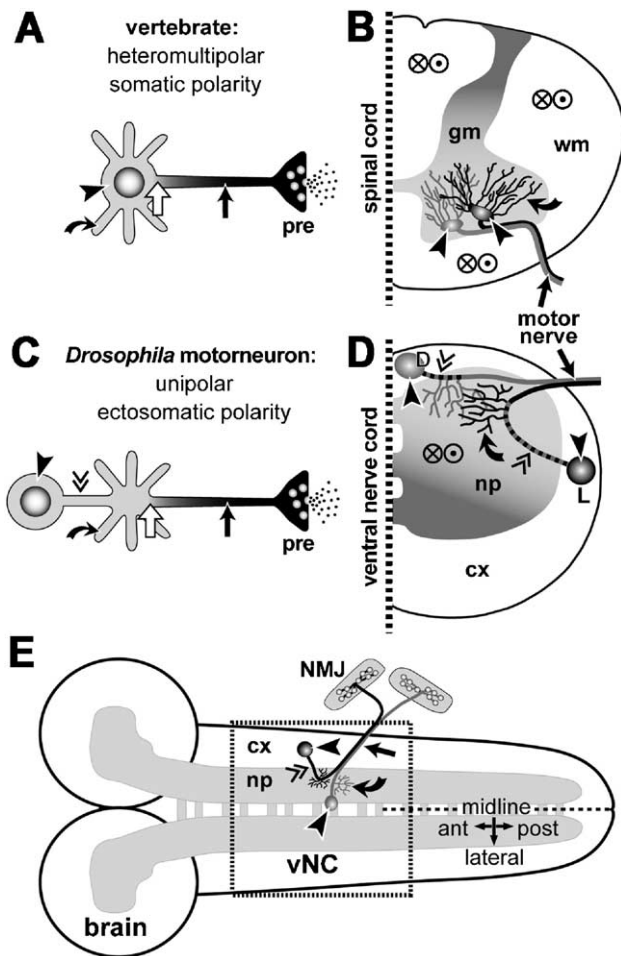 A
vertebrate:
heteromultipolar
somatic polarity
pre
B
spinal cord
gm
wm
motor
nerve
C
Drosophila motorneuron:
unipolar
ectosomatic polarity
pre
D
ventral nerve cord
D
np
L
cx
E
NMJ
cx
np
vNC
brain
midline
ant post
lateral